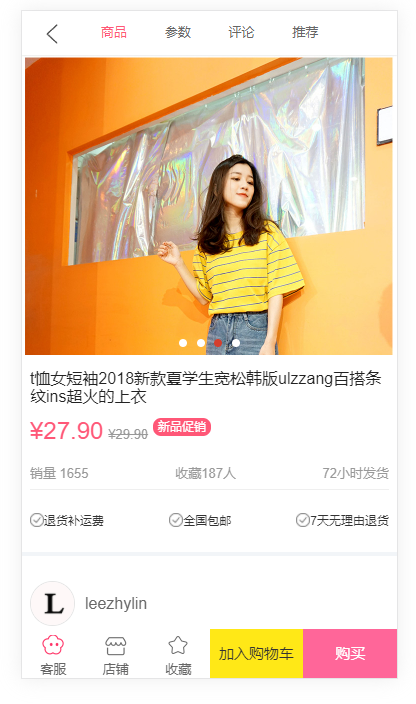 商品 参数 评论 推荐
t恤女短袖2018新款夏学生宽松韩版ulzzang百搭条
纹ins超火的上衣
¥27.90 ¥29.90 新品促销
销量 1655 收藏187人 72小时发货
退货补运费 全国包邮 7天无理由退货
L leezhylin
客服 店铺 收藏 加入购物车 购买